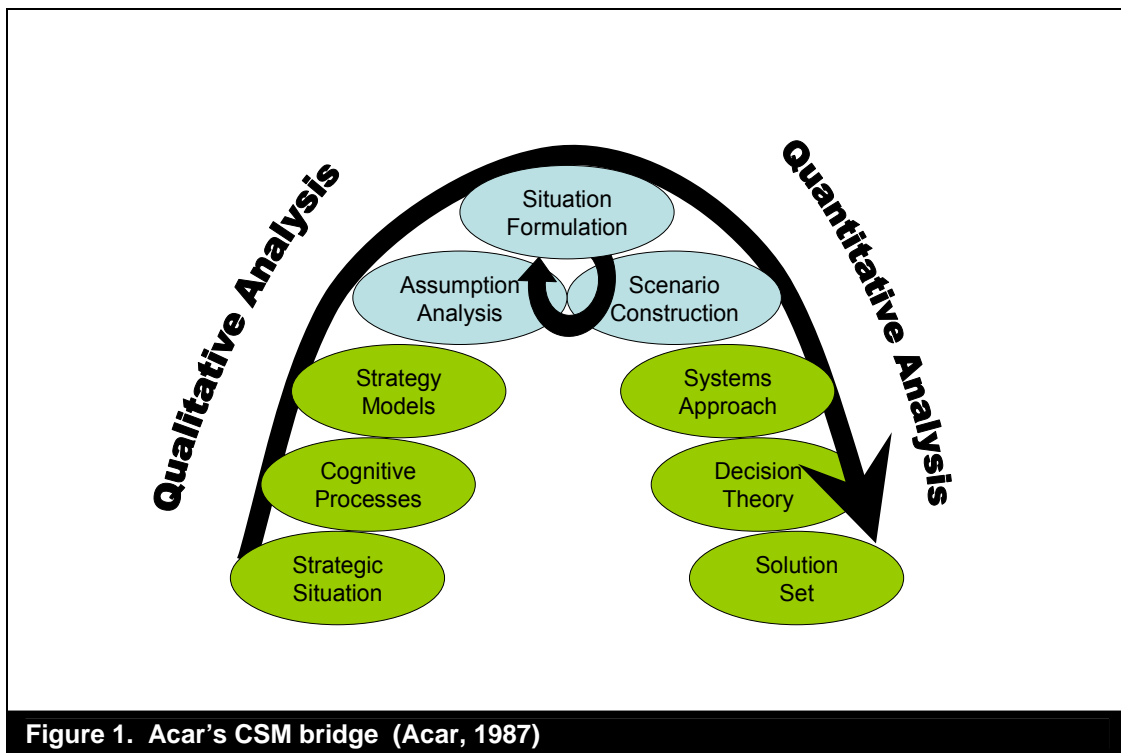 Qualitative Analysis
Quantitative Analysis
Situation
Formulation
Assumption
Analysis
Scenario
Construction
Strategy
Models
Systems
Approach
Cognitive
Processes
Decision
Theory
Strategic
Situation
Solution
Set
Figure 1.  Acar's CSM bridge  (Acar, 1987)